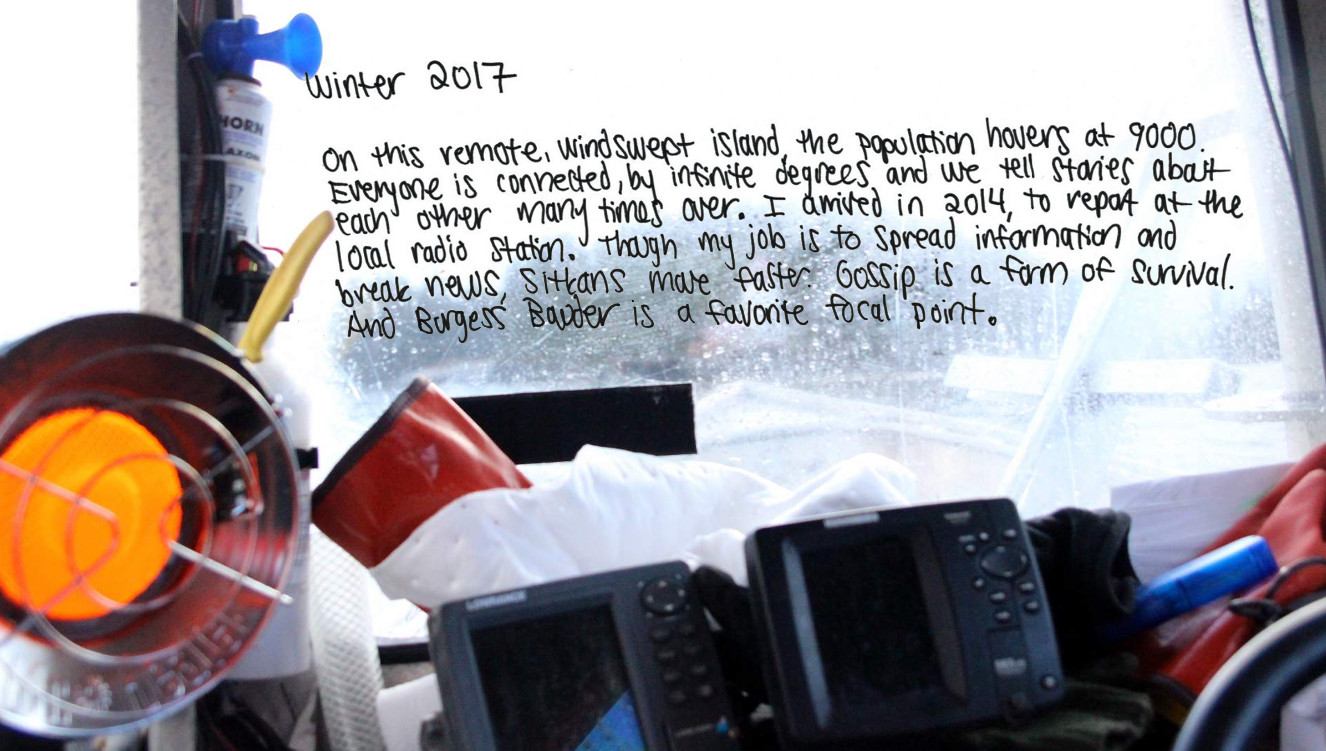 Winter 2017
On this remote, windswept island, the population hovers at 9000.
Everyone is connected, by infinite degrees and we tell stories about
each other many times over. I arrived in 2014, to report at the
local radio station. Though my job is to spread information and
break news, Sitkans move faster. Gossip is a form of survival.
And Burgess Bauder is a favorite focal point.
HORN
LOWRANCE